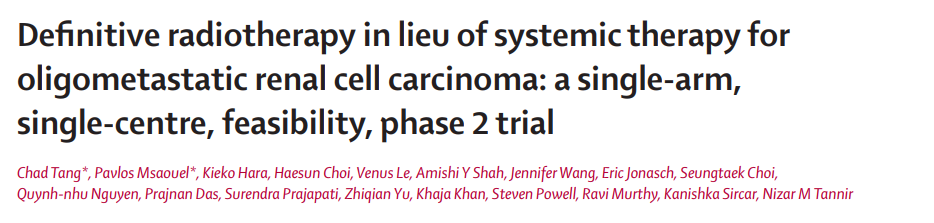 Definitive radiotherapy in lieu of systemic therapy for
oligometastatic renal cell carcinoma: a single-arm,
single-centre, feasibility, phase 2 trial
Chad Tang*, Pavlos Msaouel*, Kieko Hara, Haesun Choi, Venus Le, Amishi Y Shah, Jennifer Wang, Eric Jonasch, Seungtaek Choi,
Quynh-nhu Nguyen, Prajnan Das, Surendra Prajapati, Zhiqian Yu, Khaja Khan, Steven Powell, Ravi Murthy, Kanishka Sircar, Nizar M Tannir